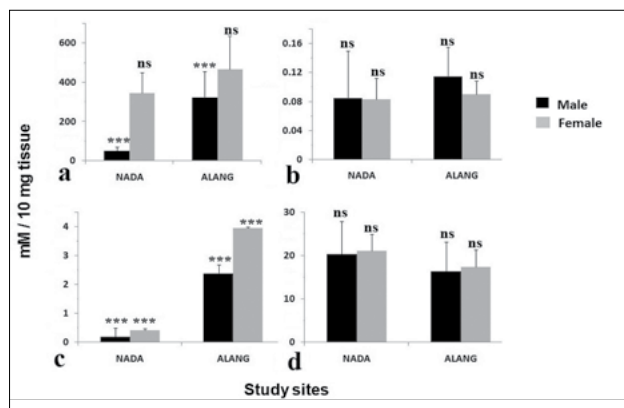 mM / 10 mg tissue
600
400
200
0
*** ns *** ns
a
NADA ALANG
0.16
0.12
0.08
0.04
0
ns ns ns ns
b
NADA ALANG
Male
Female
4
3
2
1
0
*** *** *** ***
c
NADA ALANG
30
20
10
0
ns ns ns ns
d
NADA ALANG
Study sites